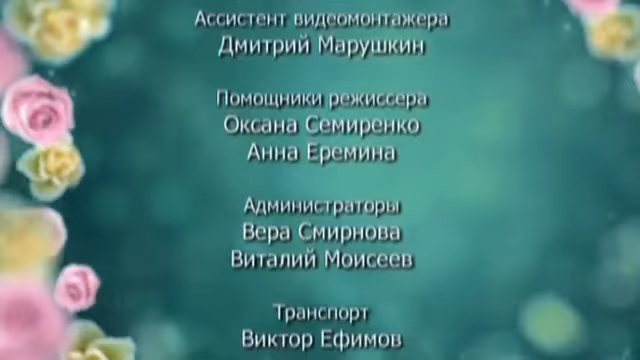 Ассистент видеомонтажера
Дмитрий Марушкин
Помощники режиссера
Оксана Семиренко
Анна Еремина
Администраторы
Вера Смирнова
Виталий Моисеев
Транспорт
Виктор Ефимов